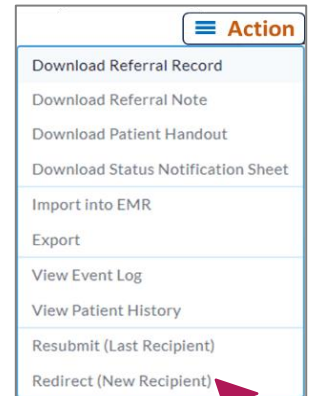 Action
Download Referral Record
Download Referral Note
Download Patient Handout
Download Status Notification Sheet
Import into EMR
Export
View Event Log
View Patient History
Resubmit (Last Recipient)
Redirect (New Recipient)